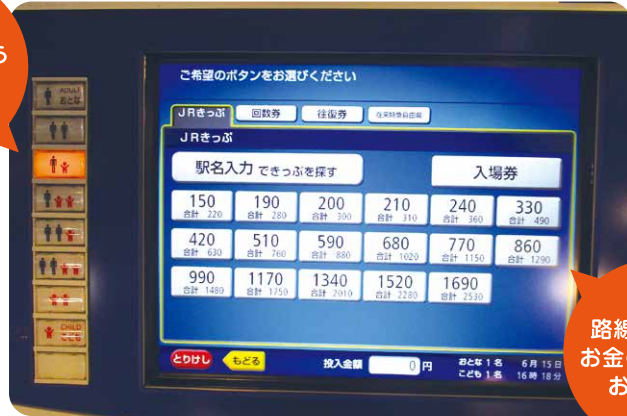 ら
ADULT
おとな
CHILD
こども
ご希望のボタンをお選びください
JRきっぷ 回数券 往復券 在来特急自由席
JRきっぷ
駅名入力 できっぷを探す 入場券
150 190 200 210 240 330
合計 220 合計 280 合計 300 合計 310 合計 360 合計 490
420 510 590 680 770 860
合計 630 合計 760 合計 880 合計 1020 合計 1150 合計 1290
990 1170 1340 1520 1690
合計 1480 合計 1750 合計 2010 合計 2280 合計 2530
とりけし もどる 投入金額 0 円 おとな 1 名 6月 15日
こども 1 名 16時 18分
路線
お金
お